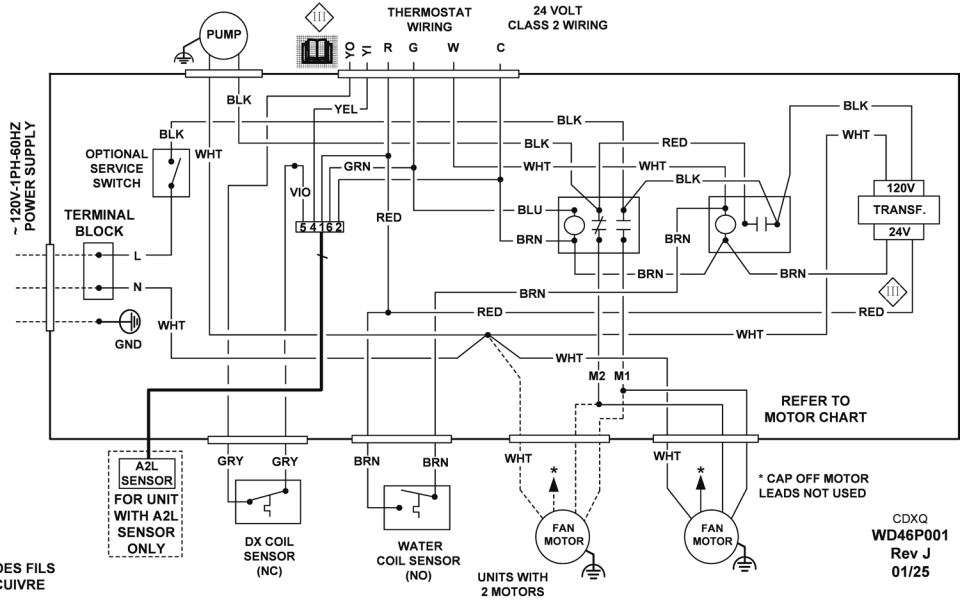 THERMOSTAT
WIRING
24 VOLT
CLASS 2 WIRING
III
PUMP
YO
YI
R
G
W
C
~ 120V-1PH-60HZ
POWER SUPPLY
BLK
YEL
BLK
BLK
BLK
WHT
BLK
RED
WHT
OPTIONAL
SERVICE
SWITCH
WHT
GRN
WHT
WHT
VIO
BLK
120V
TRANSF.
24V
TERMINAL
BLOCK
RED
BLU
5 4 1 6 2
BRN
BRN
L
BRN
BRN
N
BRN
III
WHT
RED
RED
GND
WHT
WHT
M2
M1
REFER TO
MOTOR CHART
GRY
GRY
BRN
BRN
WHT
WHT
A2L
SENSOR
FOR UNIT
WITH A2L
SENSOR
ONLY
*
*
* CAP OFF MOTOR
LEADS NOT USED
FAN
MOTOR
FAN
MOTOR
DX COIL
SENSOR
(NC)
WATER
COIL SENSOR
(NO)
UNITS WITH
2 MOTORS
CDXQ
WD46P001
Rev J
01/25
DES FILS
CUIVRE